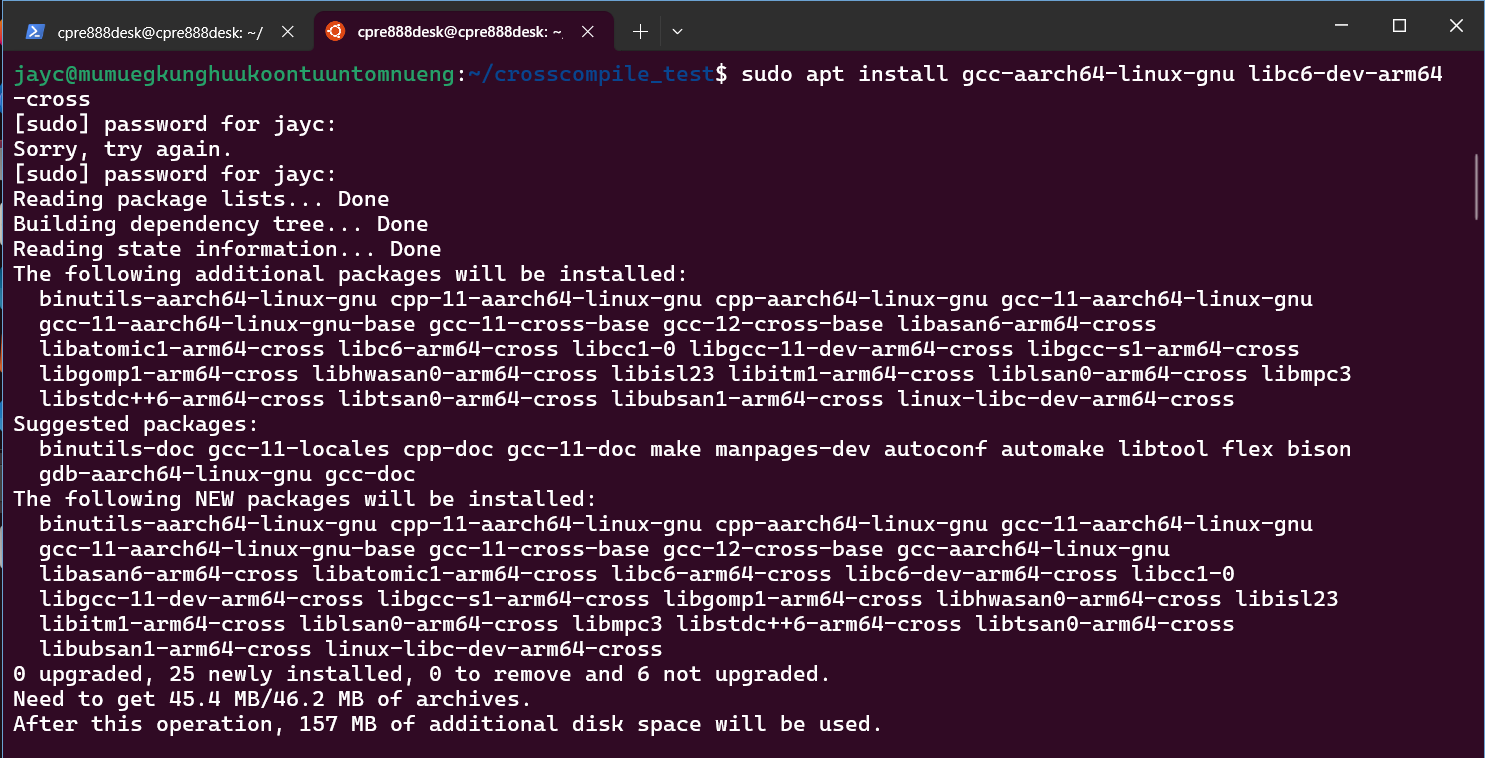 cpre888desk@cpre888desk: ~/
cpre888desk@cpre888desk: ~
jayc@mumuegkunghuukoontuuntomnueng:~/crosscompile_test$ sudo apt install gcc-aarch64-linux-gnu libc6-dev-arm64
-cross
[sudo] password for jayc:
Sorry, try again.
[sudo] password for jayc:
Reading package lists... Done
Building dependency tree... Done
Reading state information... Done
The following additional packages will be installed:
  binutils-aarch64-linux-gnu cpp-11-aarch64-linux-gnu cpp-aarch64-linux-gnu gcc-11-aarch64-linux-gnu
  gcc-11-aarch64-linux-gnu-base gcc-11-cross-base gcc-12-cross-base libasan6-arm64-cross
  libatomic1-arm64-cross libc6-arm64-cross libcc1-0 libgcc-11-dev-arm64-cross libgcc-s1-arm64-cross
  libgomp1-arm64-cross libhwasan0-arm64-cross libisl23 libitm1-arm64-cross liblsan0-arm64-cross libmpc3
  libstdc++6-arm64-cross libtsan0-arm64-cross libubsan1-arm64-cross linux-libc-dev-arm64-cross
Suggested packages:
  binutils-doc gcc-11-locales cpp-doc gcc-11-doc make manpages-dev autoconf automake libtool flex bison
  gdb-aarch64-linux-gnu gcc-doc
The following NEW packages will be installed:
  binutils-aarch64-linux-gnu cpp-11-aarch64-linux-gnu cpp-aarch64-linux-gnu gcc-11-aarch64-linux-gnu
  gcc-11-aarch64-linux-gnu-base gcc-11-cross-base gcc-12-cross-base gcc-aarch64-linux-gnu
  libasan6-arm64-cross libatomic1-arm64-cross libc6-arm64-cross libc6-dev-arm64-cross libcc1-0
  libgcc-11-dev-arm64-cross libgcc-s1-arm64-cross libgomp1-arm64-cross libhwasan0-arm64-cross libisl23
  libitm1-arm64-cross liblsan0-arm64-cross libmpc3 libstdc++6-arm64-cross libtsan0-arm64-cross
  libubsan1-arm64-cross linux-libc-dev-arm64-cross
0 upgraded, 25 newly installed, 0 to remove and 6 not upgraded.
Need to get 45.4 MB/46.2 MB of archives.
After this operation, 157 MB of additional disk space will be used.